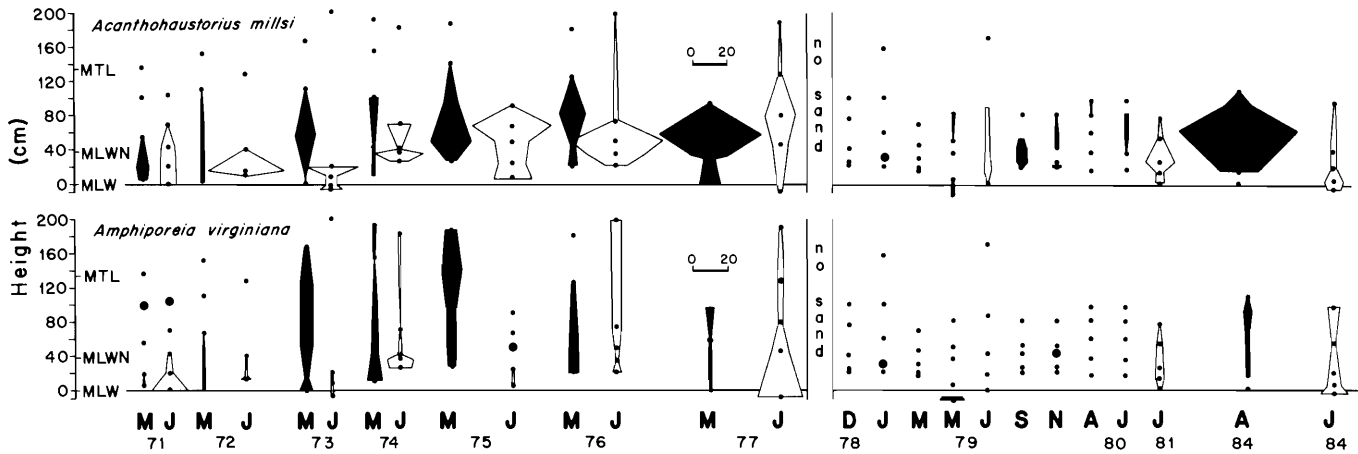 200
Acanthohaustorius millsi
160
MTL
120
0 20
80
MLWN
40
0
MLW
(cm)
no sand
200
Amphiporeia virginiana
160
MTL
120
0 20
80
MLWN
40
0
MLW
Height
no sand
M J M J M J M J M J M J M J D J M M J S N A J J A J
71 72 73 74 75 76 77 78 79 80 81 84 84